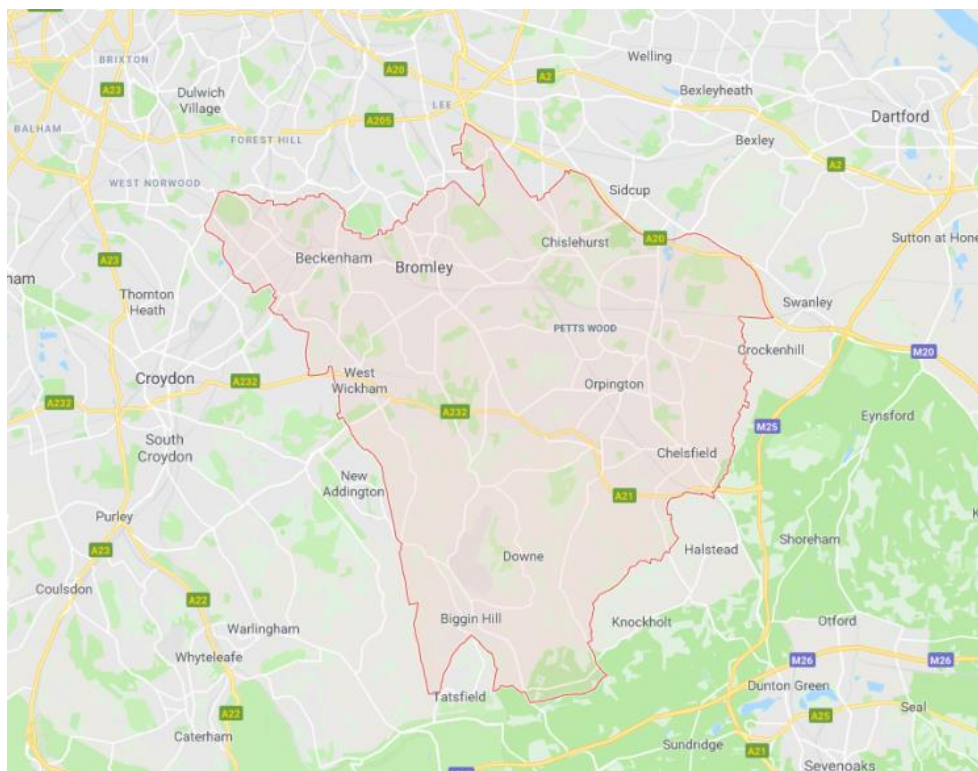 Welling
BRIXTON
A20
A2
A23
Dulwich
Village
Bexleyheath
LEE
Dartford
A205
BALHAM
FOREST HILL
Bexley
A2
WEST NORWOOD
Sidcup
A20
Sutton at Hone
Chislehurst
Beckenham
Bromley
A23
ham
Thornton
Heath
Swanley
PETTS WOOD
Crockenhill
M20
Croydon
A232
West
Wickham
Orpington
A232
A232
Eynsford
M25
South
Croydon
Chelsfield
New
Addington
A21
Purley
Shoreham
A23
Downe
Halstead
Coulsdon
A22
Biggin Hill
Knockholt
Otford
Warlingham
Whyteleafe
M26
M26
Dunton Green
Tatsfield
A22
A25
Seal
Caterham
Sundridge
A21
Sevenoaks